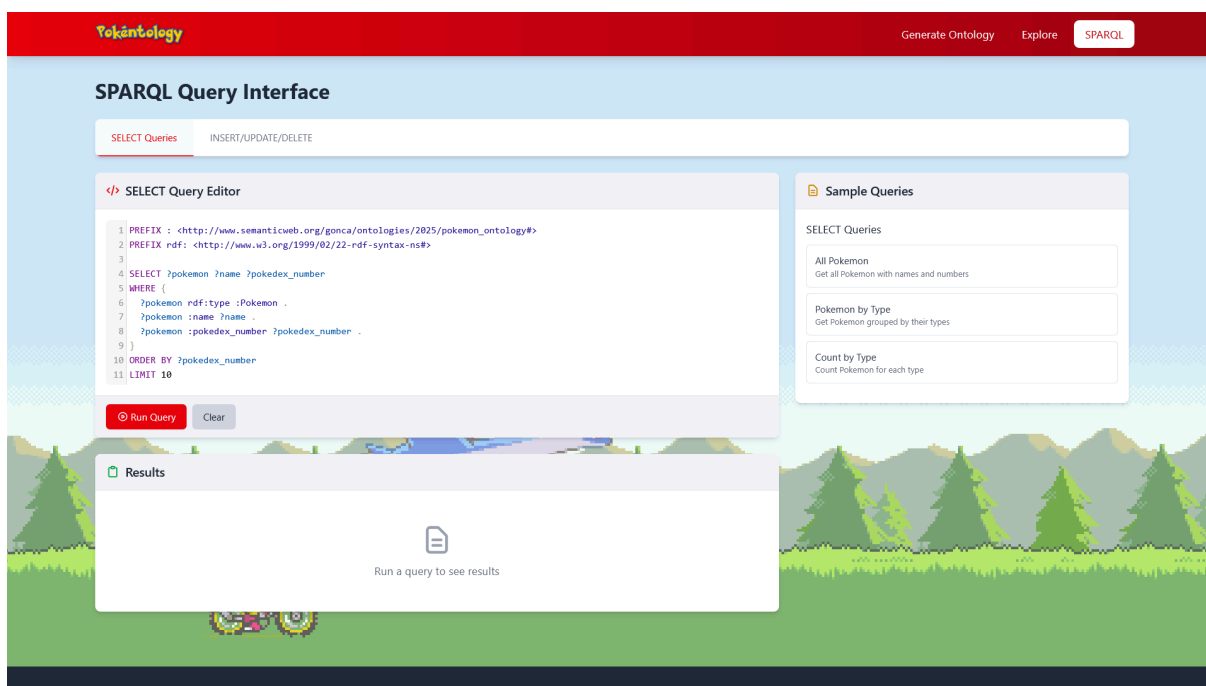 Pokéntology
Generate Ontology
Explore
SPARQL
SPARQL Query Interface
SELECT Queries
INSERT/UPDATE/DELETE
</> SELECT Query Editor
1 PREFIX : <http://www.semanticweb.org/gonca/ontologies/2025/pokemon_ontology#>
2 PREFIX rdf: <http://www.w3.org/1999/02/22-rdf-syntax-ns#>
3
4 SELECT ?pokemon ?name ?pokedex_number
5 WHERE {
6 ?pokemon rdf:type :Pokemon .
7 ?pokemon :name ?name .
8 ?pokemon :pokedex_number ?pokedex_number .
9 }
10 ORDER BY ?pokedex_number
11 LIMIT 10
Run Query
Clear
Results
Run a query to see results
Sample Queries
SELECT Queries
All Pokemon
Get all Pokemon with names and numbers
Pokemon by Type
Get Pokemon grouped by their types
Count by Type
Count Pokemon for each type